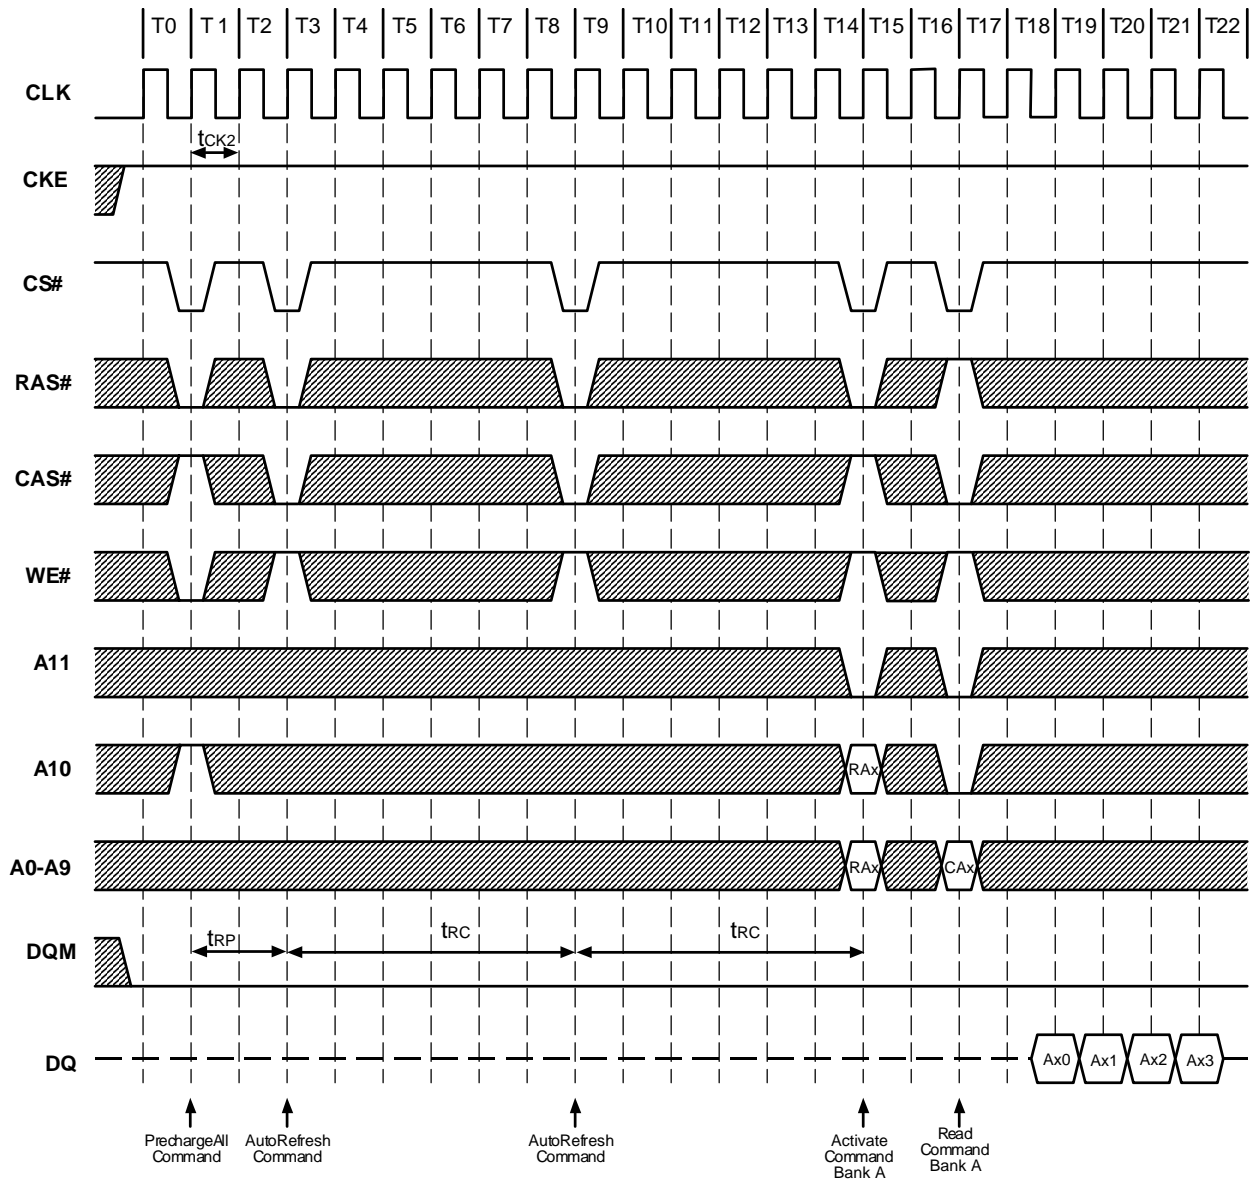 T0 T1 T2 T3 T4 T5 T6 T7 T8 T9 T10 T11 T12 T13 T14 T15 T16 T17 T18 T19 T20 T21 T22
CLK
tCK2
CKE
CS#
RAS#
CAS#
WE#
A11
A10
RAx
A0-A9
RAx CAx
DQM
tRP tRC tRC
DQ
Ax0 Ax1 Ax2 Ax3
PrechargeAll
Command
AutoRefresh
Command
AutoRefresh
Command
Activate
Command
Bank A
Read
Command
Bank A